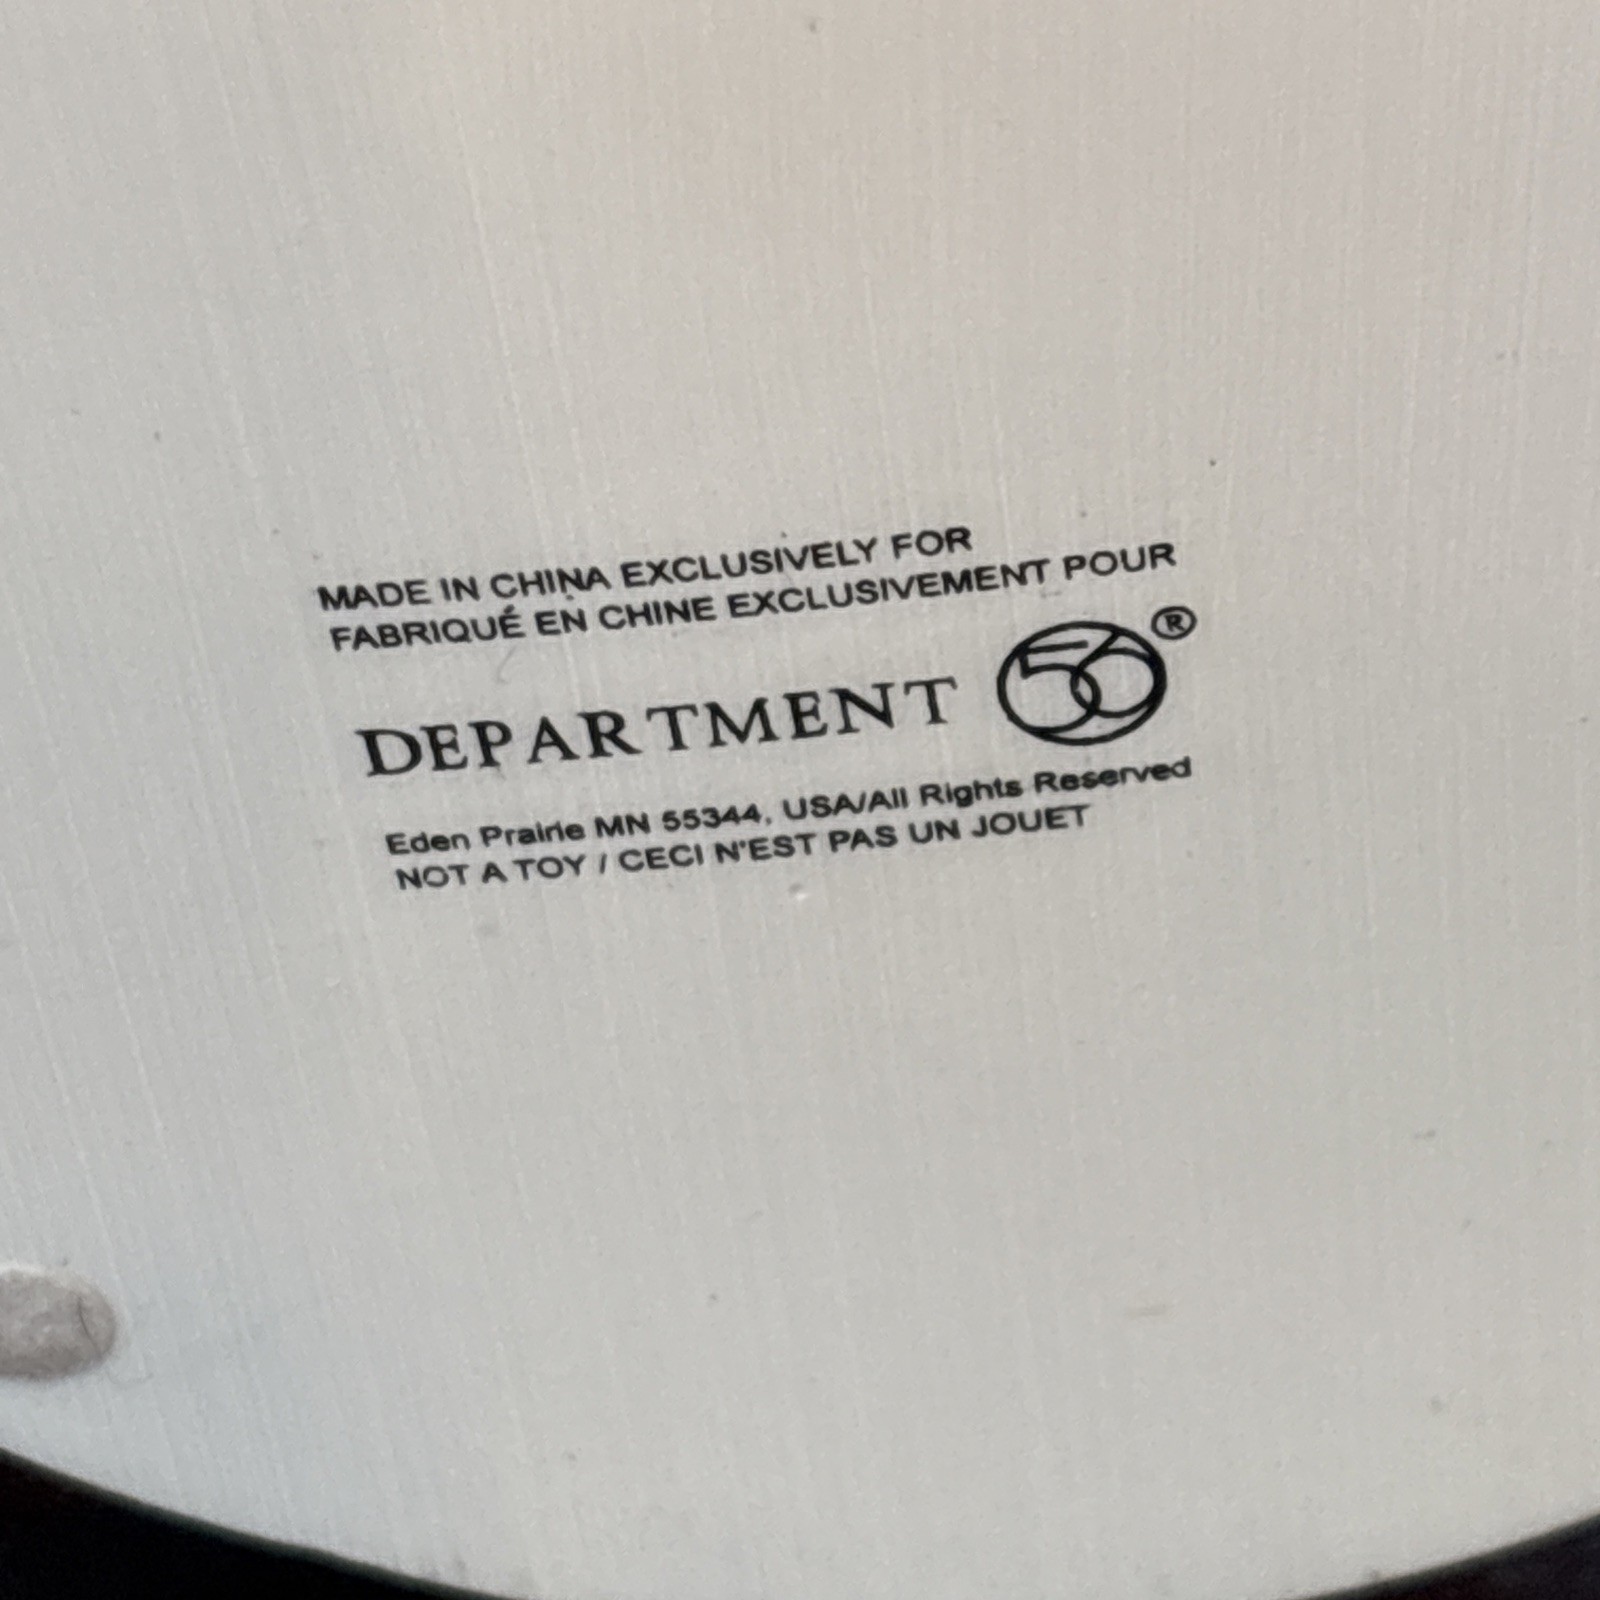 MADE IN CHINA EXCLUSIVELY FOR
FABRIQUÉ EN CHINE EXCLUSIVEMENT POUR
DEPARTMENT 56®
Eden Prairie MN 55344, USA/All Rights Reserved
NOT A TOY / CECI N'EST PAS UN JOUET